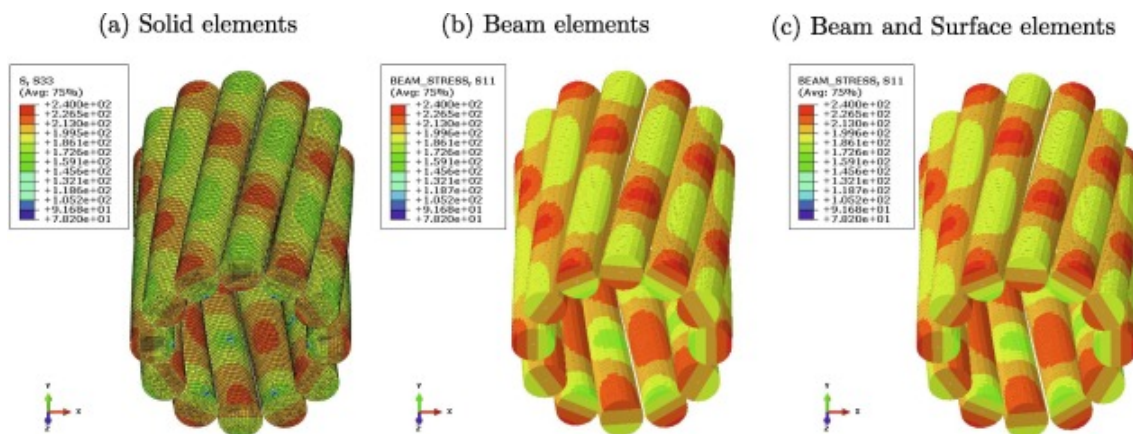 (a) Solid elements
(b) Beam elements
(c) Beam and Surface elements
S, S33
(Avg: 75%)
+2.400e+02
+2.265e+02
+2.130e+02
+1.995e+02
+1.861e+02
+1.726e+02
+1.591e+02
+1.456e+02
+1.321e+02
+1.186e+02
+1.052e+02
+9.168e+01
+7.820e+01
BEAM_STRESS, S11
(Avg: 75%)
+2.400e+02
+2.265e+02
+2.130e+02
+1.996e+02
+1.861e+02
+1.726e+02
+1.591e+02
+1.456e+02
+1.321e+02
+1.187e+02
+1.052e+02
+9.168e+01
+7.820e+01
BEAM_STRESS, S11
(Avg: 75%)
+2.400e+02
+2.265e+02
+2.130e+02
+1.996e+02
+1.861e+02
+1.726e+02
+1.591e+02
+1.456e+02
+1.321e+02
+1.187e+02
+1.052e+02
+9.168e+01
+7.820e+01
Y
X
Z
Y
X
Z
Y
X
Z